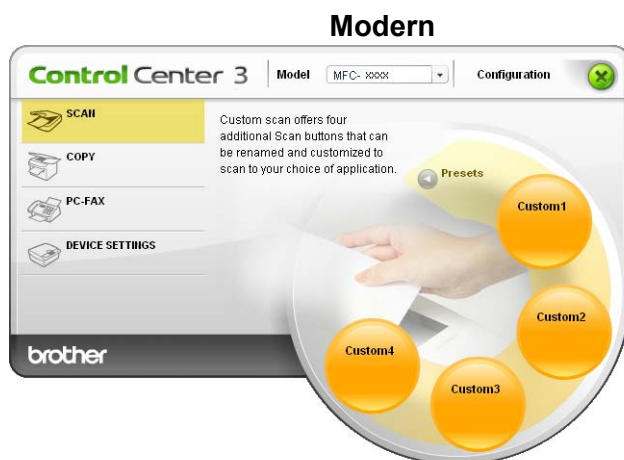 Modern
Control Center 3 Model MFC- XXXX Configuration
SCAN
COPY
PC-FAX
DEVICE SETTINGS
Custom scan offers four
additional Scan buttons that can
be renamed and customized to
scan to your choice of application.
Presets
Custom1
Custom2
Custom3
Custom4
brother